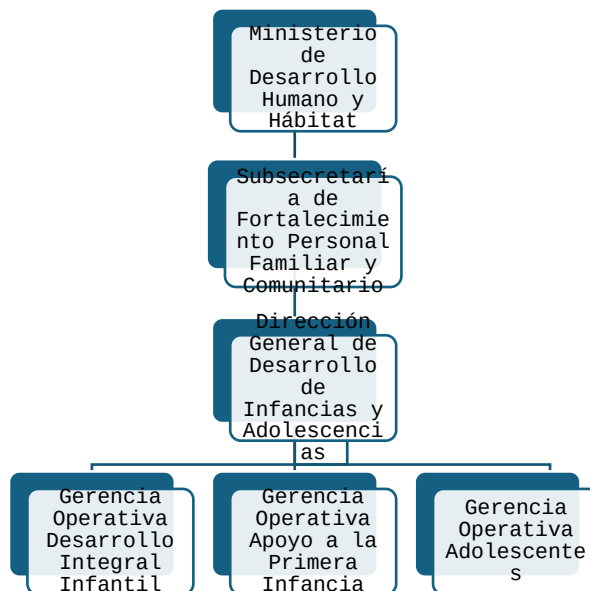 Ministerio
de
Desarrollo
Humano y
Hábitat
Subsecretarí
a de
Fortalecimie
nto Personal
Familiar y
Comunitario
Dirección
General de
Desarrollo
de
Infancias y
Adolescenci
as
Gerencia
Operativa
Desarrollo
Integral
Infantil
Gerencia
Operativa
Apoyo a la
Primera
Infancia
Gerencia
Operativa
Adolescente
s